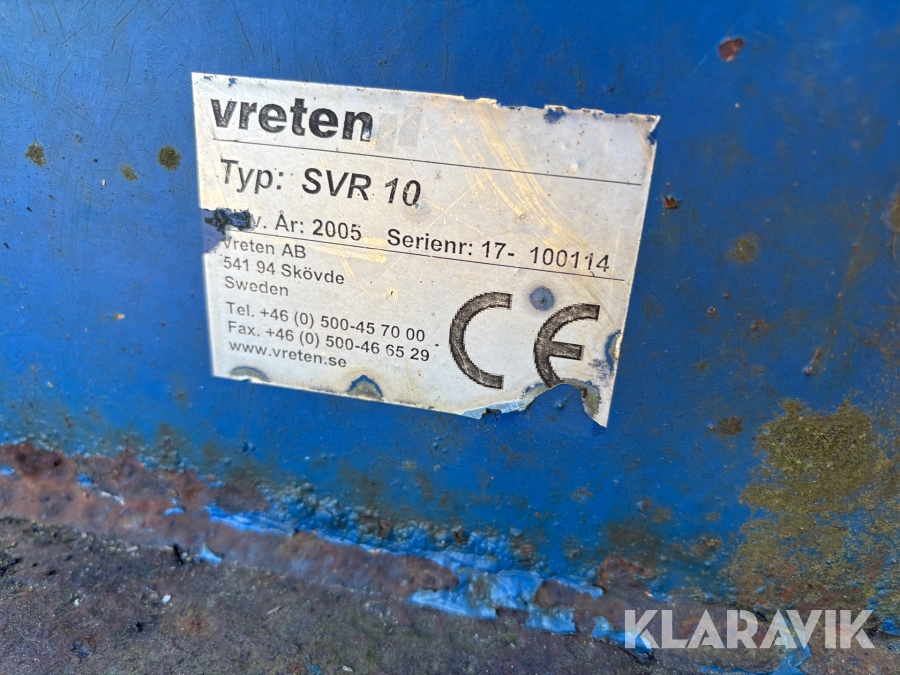 vreten
Typ: SVR 10
År: 2005 Serienr: 17- 100114
Vreten AB
541 94 Skövde
Sweden
Tel. +46 (0) 500-45 70 00
Fax. +46 (0) 500-46 65 29
www.vreten.se
CE
KLARAVIK